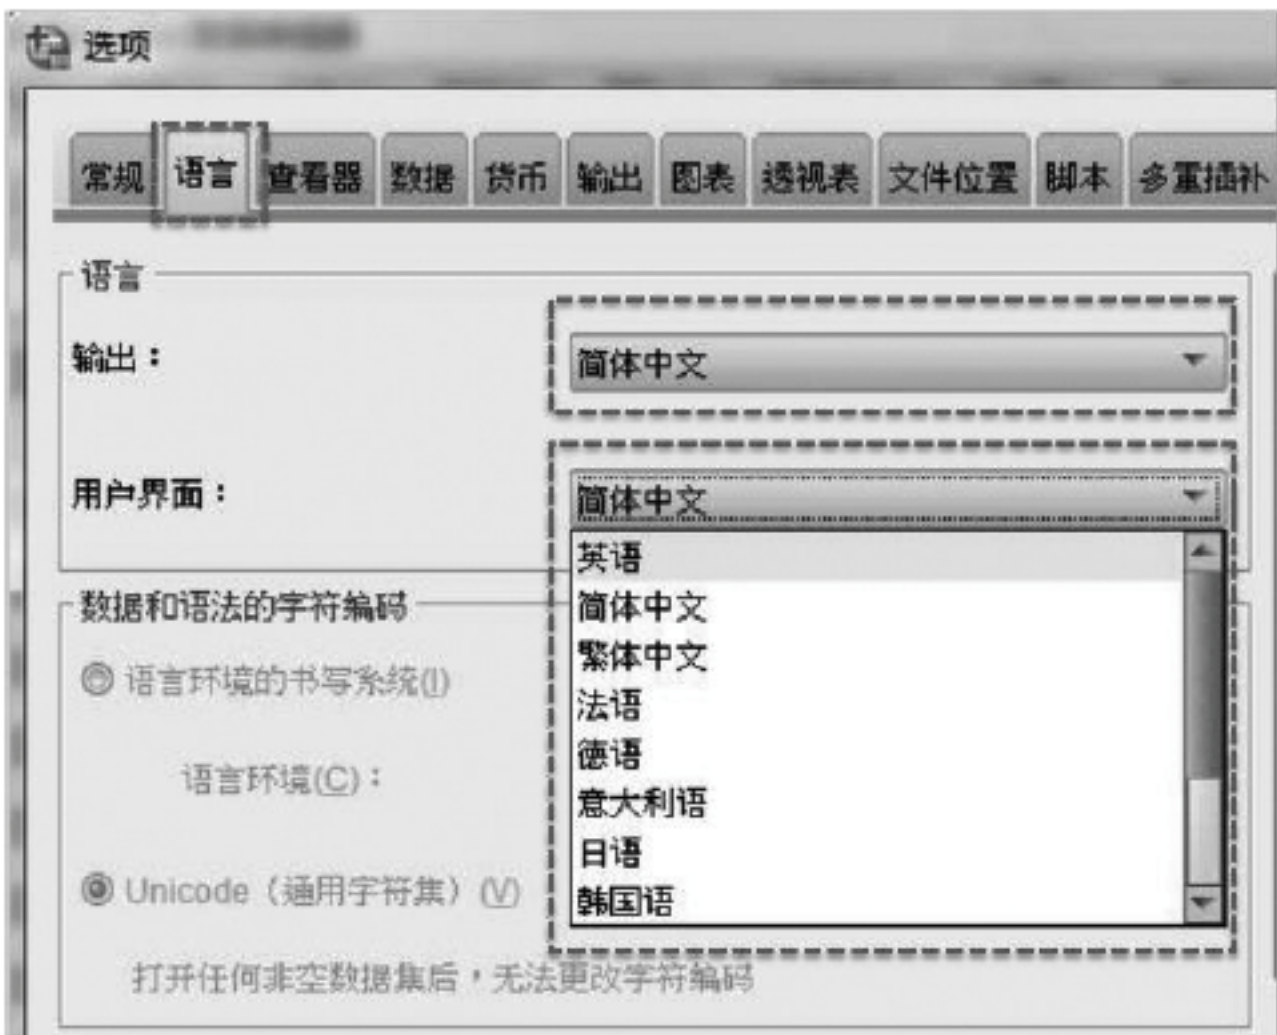 选项
常规 语言 查看器 数据 货币 输出 图表 透视表 文件位置 脚本 多重插补
语言
输出：
简体中文
用户界面：
简体中文
英语
简体中文
繁体中文
法语
德语
意大利语
日语
韩国语
数据和语法的字符编码
语言环境的书写系统(I)
语言环境(C)：
Unicode（通用字符集）(V)
打开任何非空数据集后，无法更改字符编码